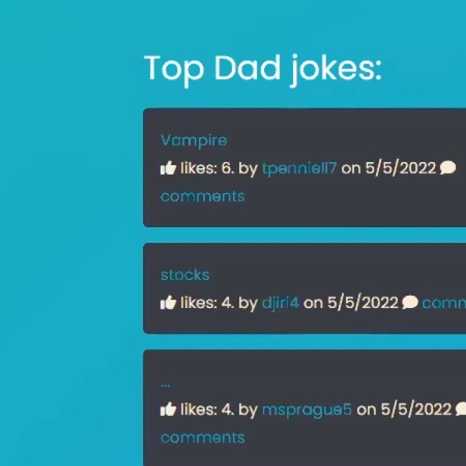 Top Dad jokes:
Vampire
likes: 6. by tpenniell7 on 5/5/2022
comments
stocks
likes: 4. by djiri4 on 5/5/2022 comm
...
likes: 4. by msprague5 on 5/5/2022
comments